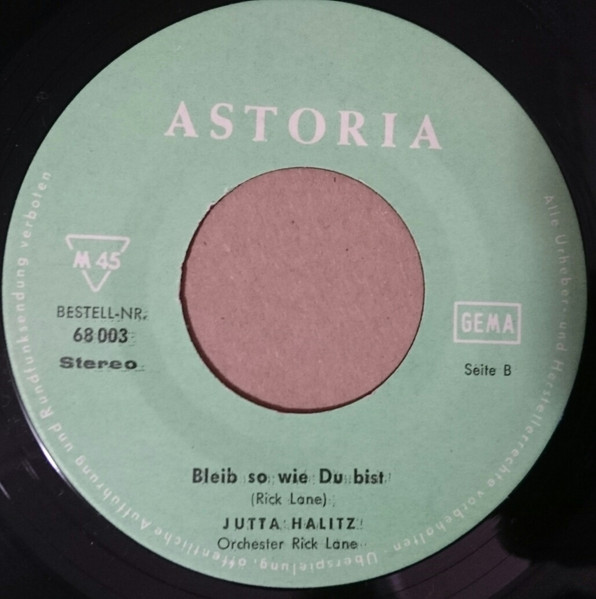 ASTORIA
M 45
BESTELL-NR.
68 003
Stereo
GEMA
Seite B
Bleib so wie Du bist
(Rick Lane)
JUTTA HALITZ
Orchester Rick Lane
Alle Urheber- und Herstellerrechte vorbehalten. Überspielung, öffentliche Aufführung und Rundfunksendung verboten